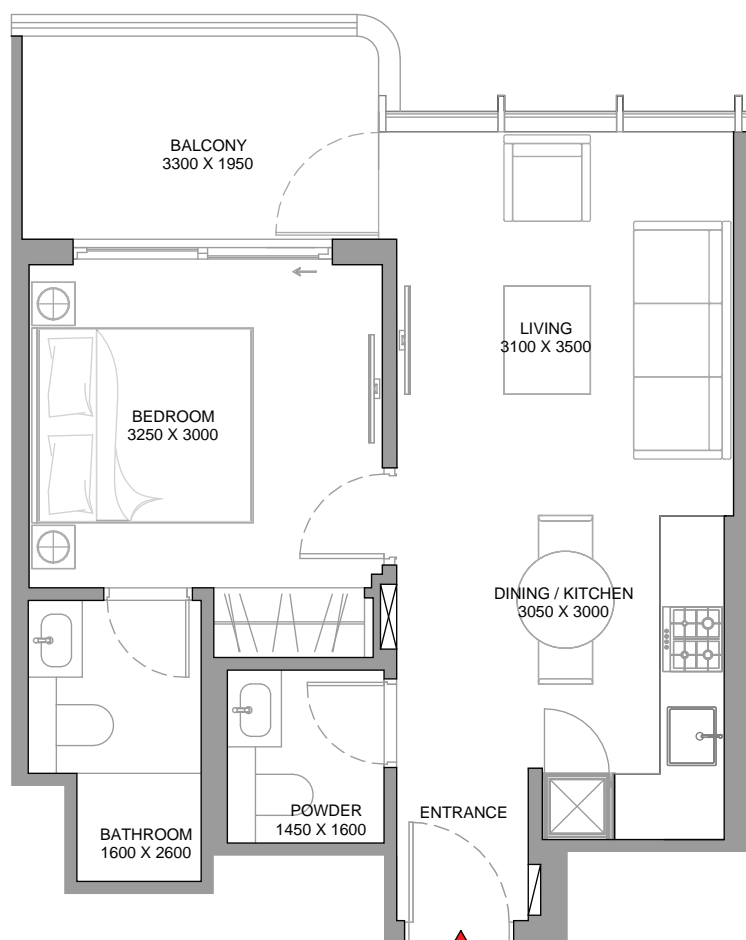 BALCONY
3300 X 1950
LIVING
3100 X 3500
BEDROOM
3250 X 3000
DINING / KITCHEN
3050 X 3000
POWDER
1450 X 1600
ENTRANCE
BATHROOM
1600 X 2600